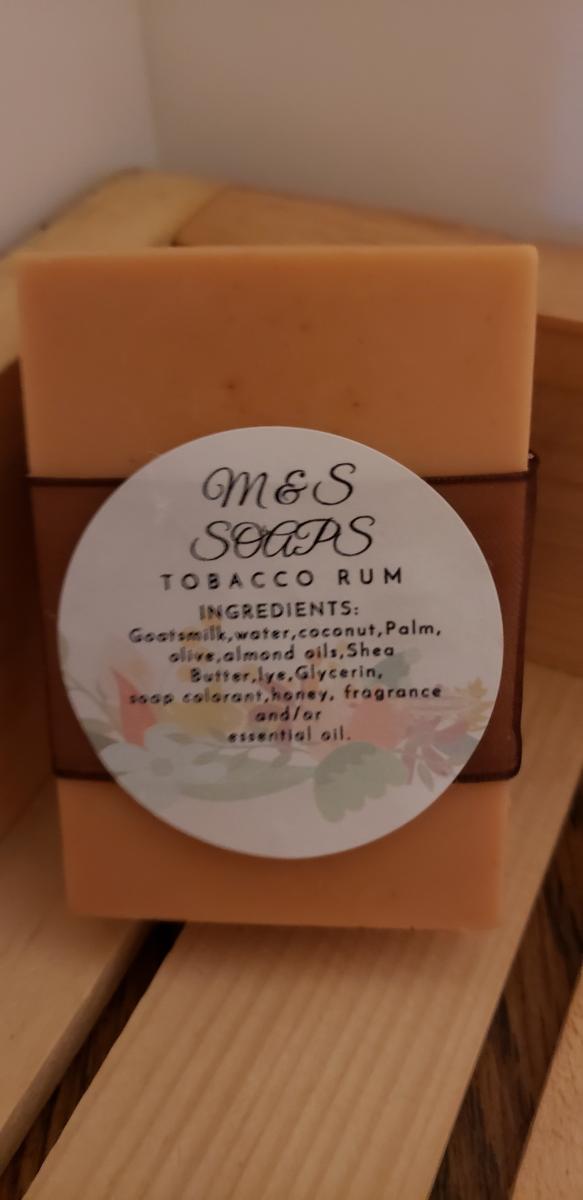 M&S
SOAPS
TOBACCO RUM
INGREDIENTS:
Goatsmilk,water,coconut,Palm,
olive,almond oils,Shea
Butter,lye,Glycerin,
soap colorant,honey, fragrance
and/or
essential oil.